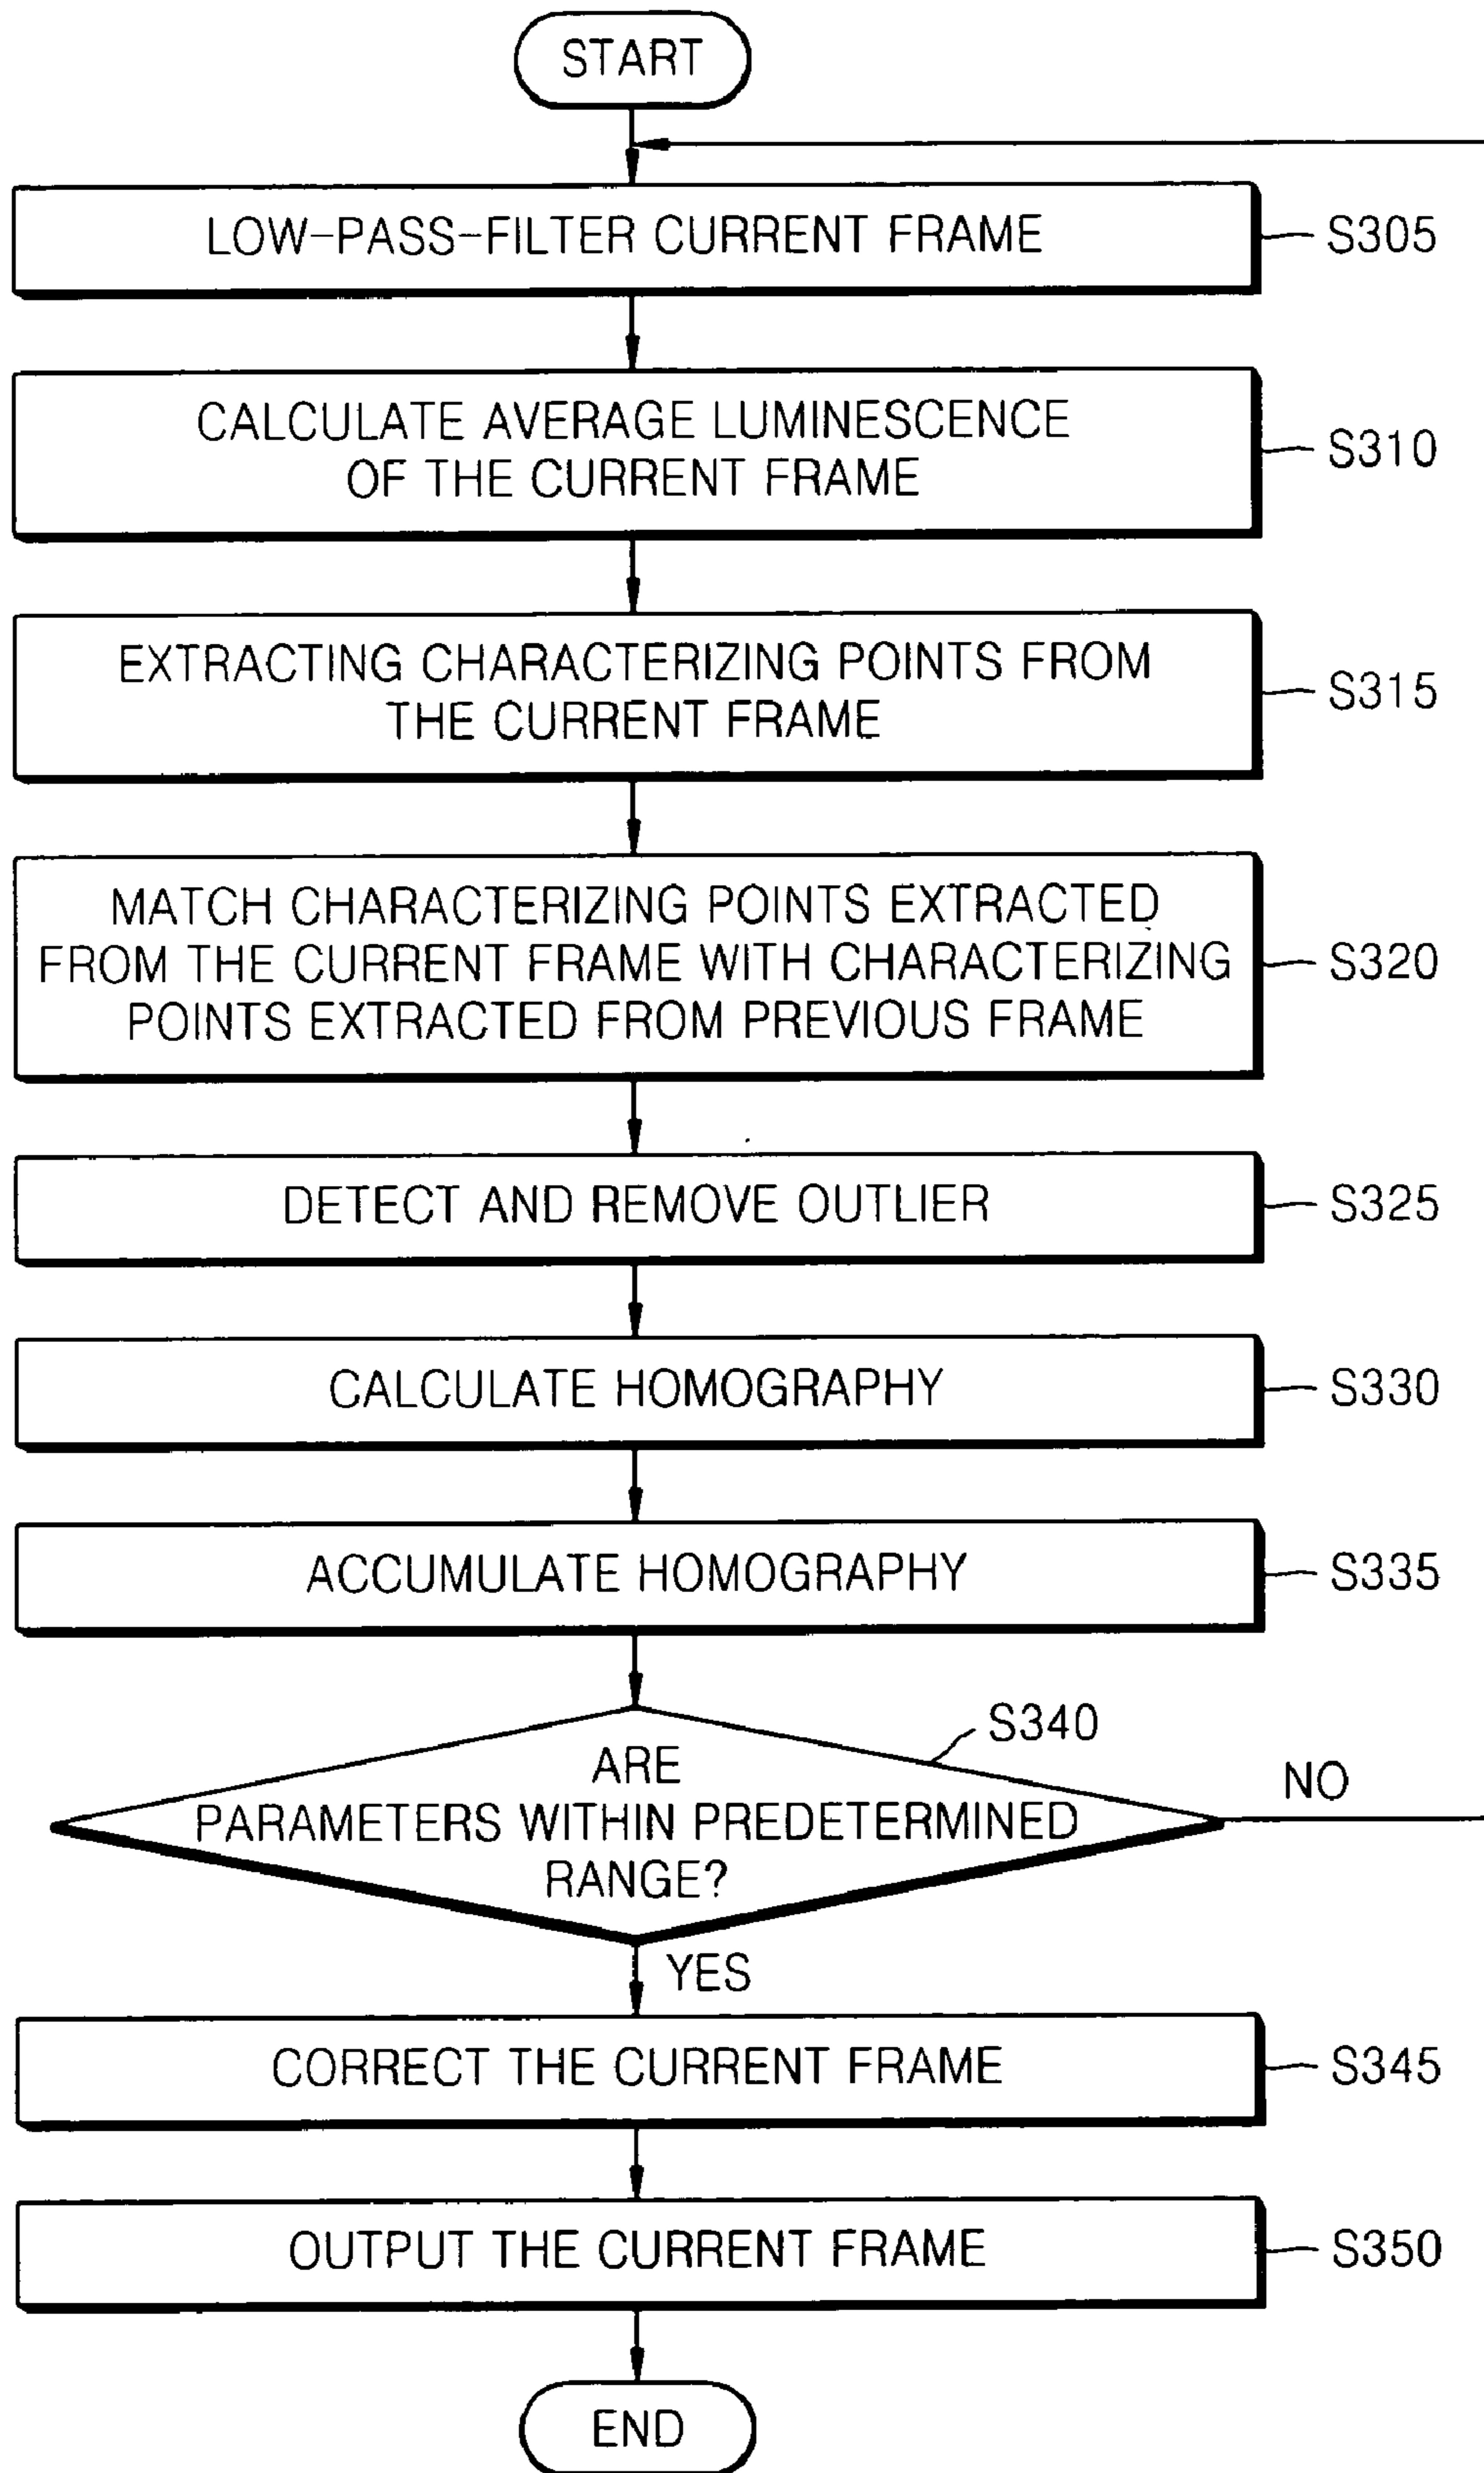 START
LOW-PASS-FILTER CURRENT FRAME
S305
CALCULATE AVERAGE LUMINESCENCE
OF THE CURRENT FRAME
S310
EXTRACTING CHARACTERIZING POINTS FROM
THE CURRENT FRAME
S315
MATCH CHARACTERIZING POINTS EXTRACTED
FROM THE CURRENT FRAME WITH CHARACTERIZING
POINTS EXTRACTED FROM PREVIOUS FRAME
S320
DETECT AND REMOVE OUTLIER
S325
CALCULATE HOMOGRAPHY
S330
ACCUMULATE HOMOGRAPHY
S335
S340
ARE
PARAMETERS WITHIN PREDETERMINED
RANGE?
NO
YES
CORRECT THE CURRENT FRAME
S345
OUTPUT THE CURRENT FRAME
S350
END